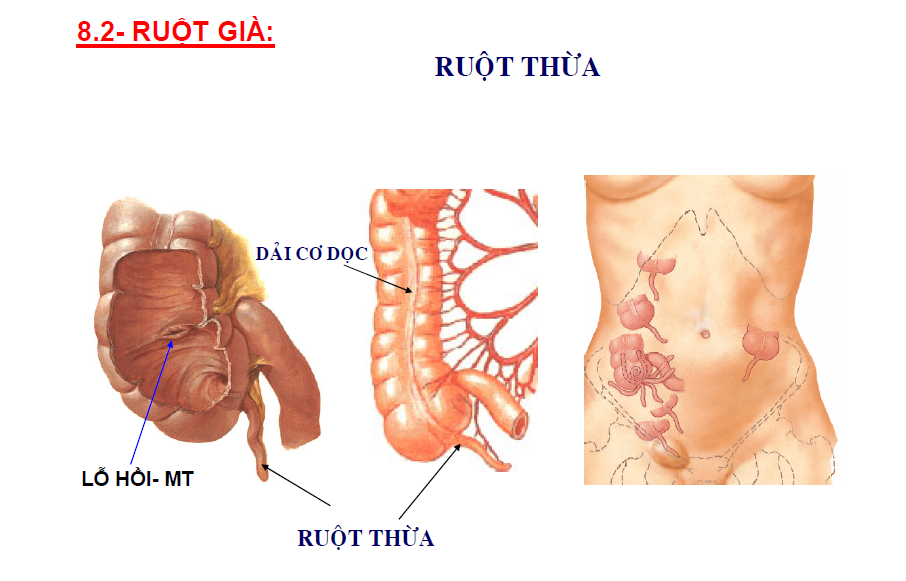 8.2- RUỘT GIÀ:
RUỘT THỪA
DẢI CƠ DỌC
LỖ HỒI- MT
RUỘT THỪA